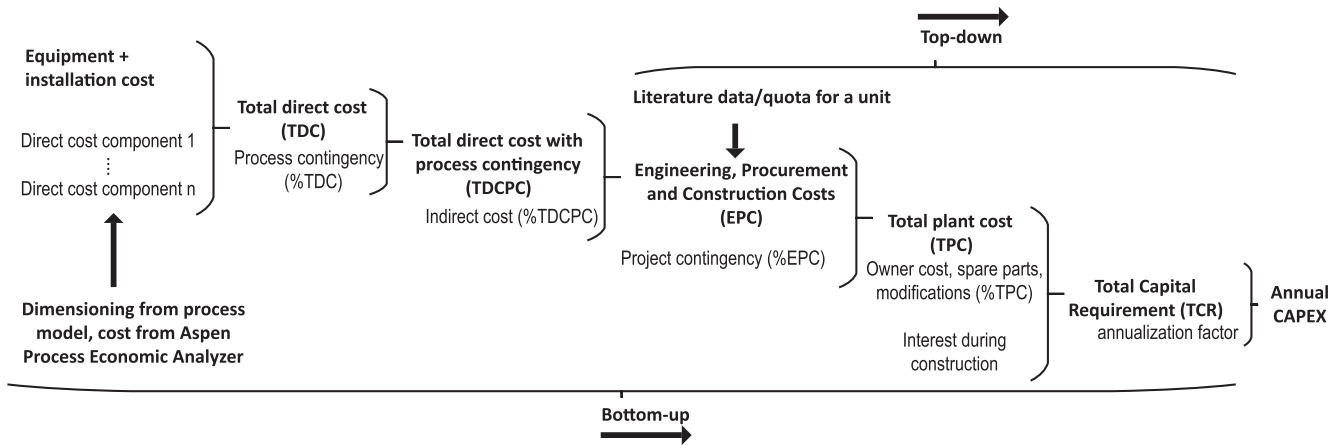 Top-down
Equipment +
installation cost
Direct cost component 1
Direct cost component n
Dimensioning from process
model, cost from Aspen
Process Economic Analyzer
Total direct cost
(TDC)
Process contingency
(%TDC)
Total direct cost with
process contingency
(TDCPC)
Indirect cost (%TDCPC)
Literature data/quota for a unit
Engineering, Procurement
and Construction Costs
(EPC)
Project contingency (%EPC)
Total plant cost
(TPC)
Owner cost, spare parts,
modifications (%TPC)
Interest during
construction
Total Capital
Requirement (TCR)
annualization factor
Annual
CAPEX
Bottom-up